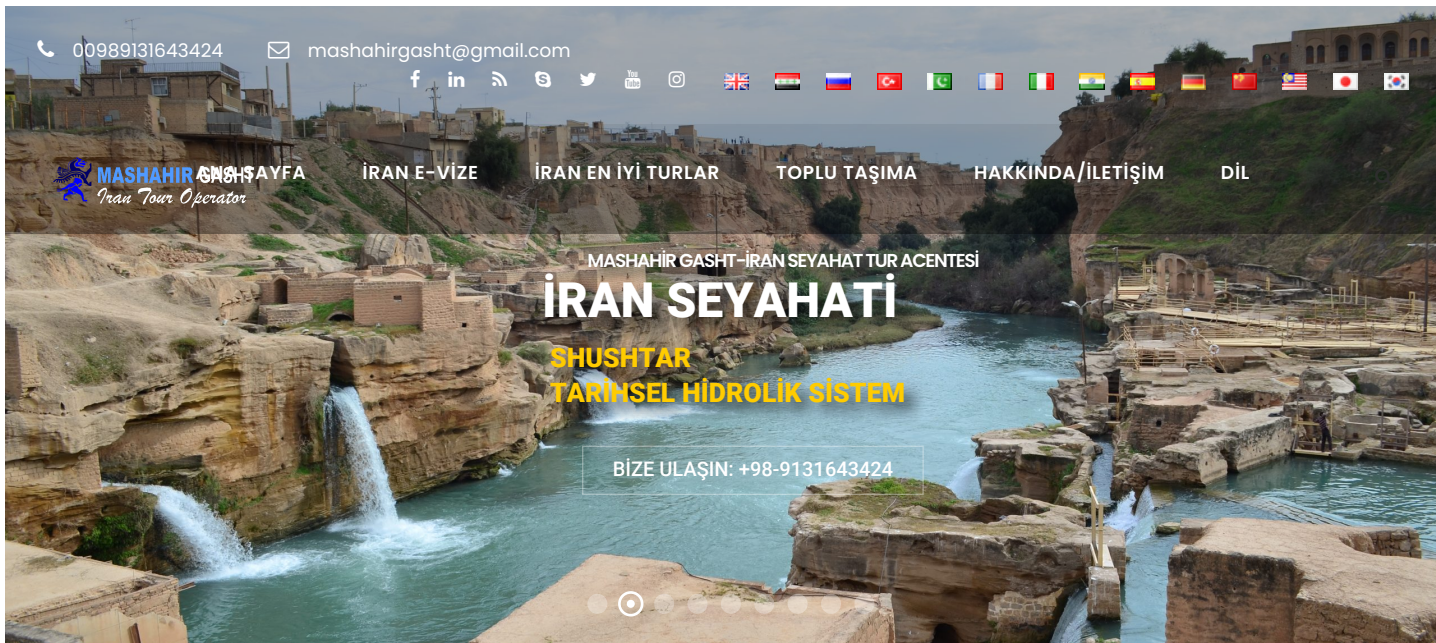 00989131643424 mashahirgasht@gmail.com
MASHAHIR GASHT
Iran Tour Operator
ANA SAYFA İRAN E-VİZE İRAN EN İYİ TURLAR TOPLU TAŞIMA HAKKINDA/İLETİŞİM DİL
MASHAHİR GASHT-İRAN SEYAHAT TUR ACENTESİ
İRAN SEYAHATİ
SHUSHTAR
TARİHSEL HİDROLİK SİSTEM
BİZE ULAŞIN: +98-9131643424